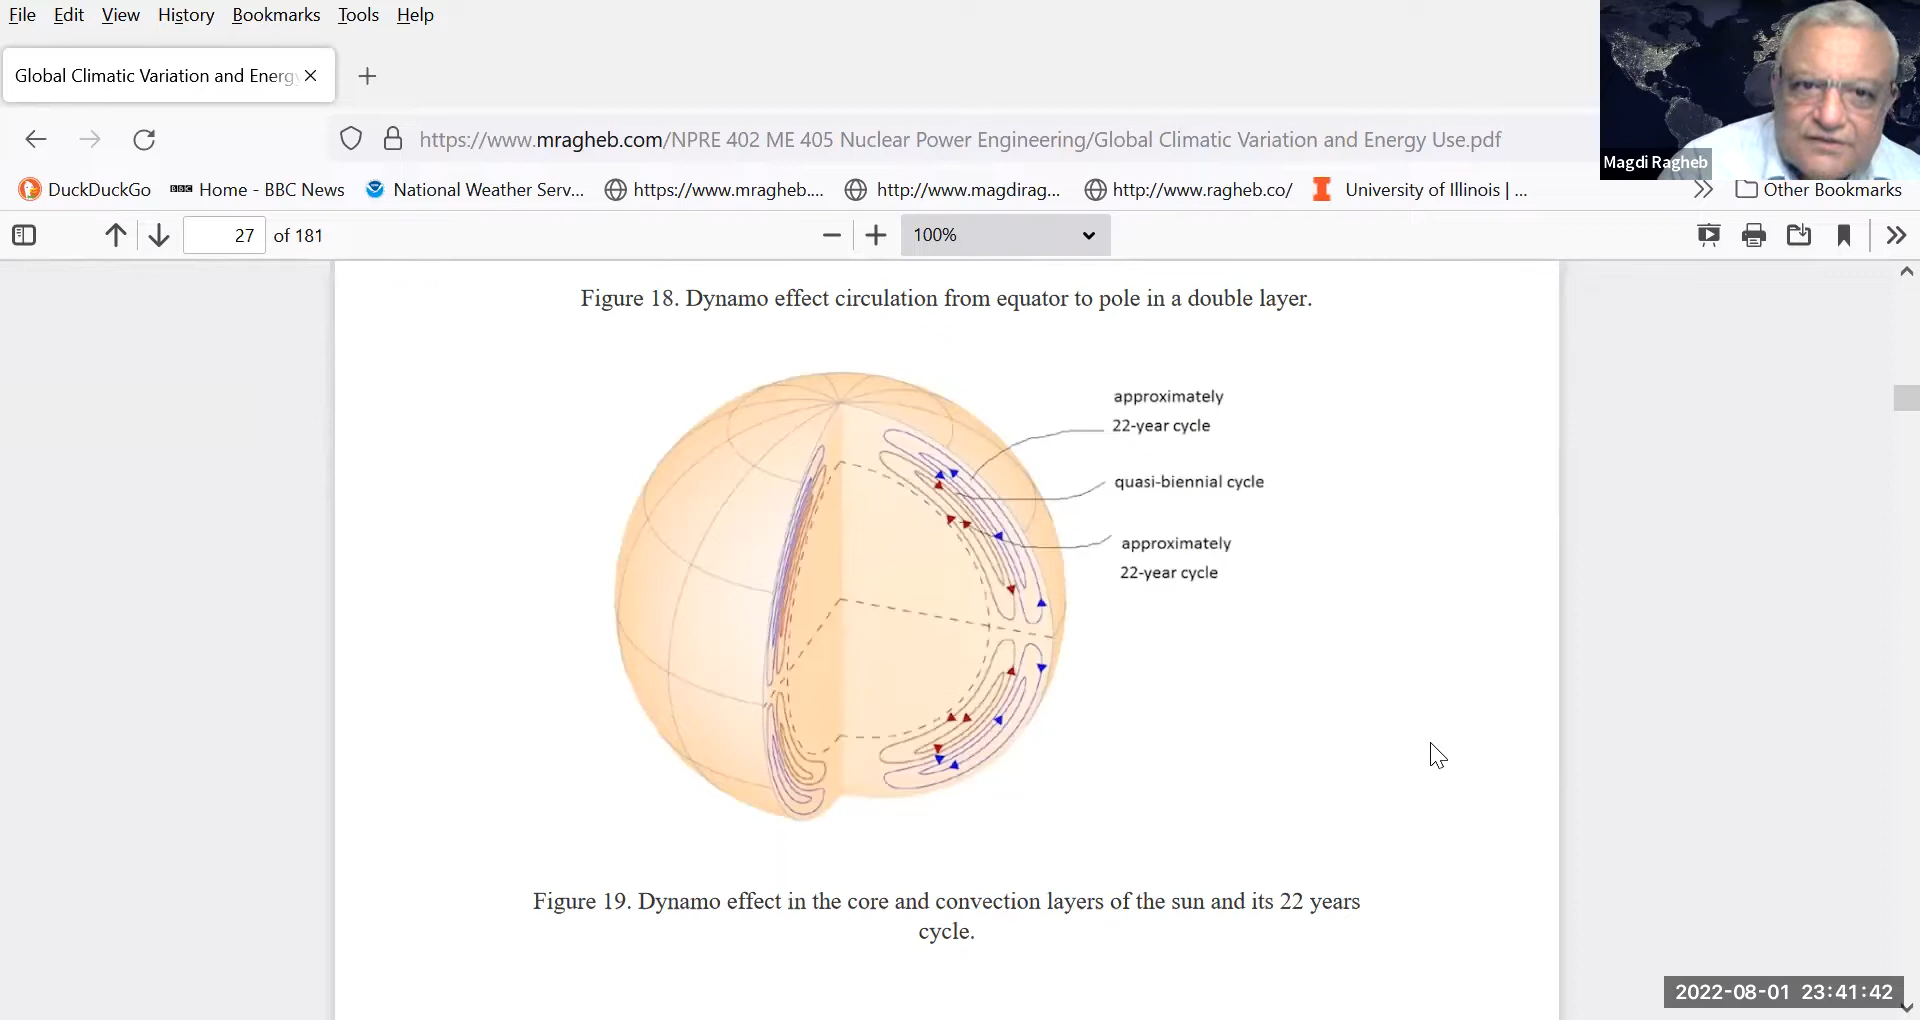 File Edit View History Bookmarks Tools Help
Global Climatic Variation and Energ
https://www.mragheb.com/NPRE 402 ME 405 Nuclear Power Engineering/Global Climatic Variation and Energy Use.pdf
Magdi Ragheb
DuckDuckGo BBC Home - BBC News National Weather Serv... https://www.mragheb.... http://www.magdirag... http://www.ragheb.co/ University of Illinois | ... Other Bookmarks
27 of 181 100%
Figure 18. Dynamo effect circulation from equator to pole in a double layer.
approximately
22-year cycle
quasi-biennial cycle
approximately
22-year cycle
Figure 19. Dynamo effect in the core and convection layers of the sun and its 22 years
cycle.
2022-08-01 23:41:42